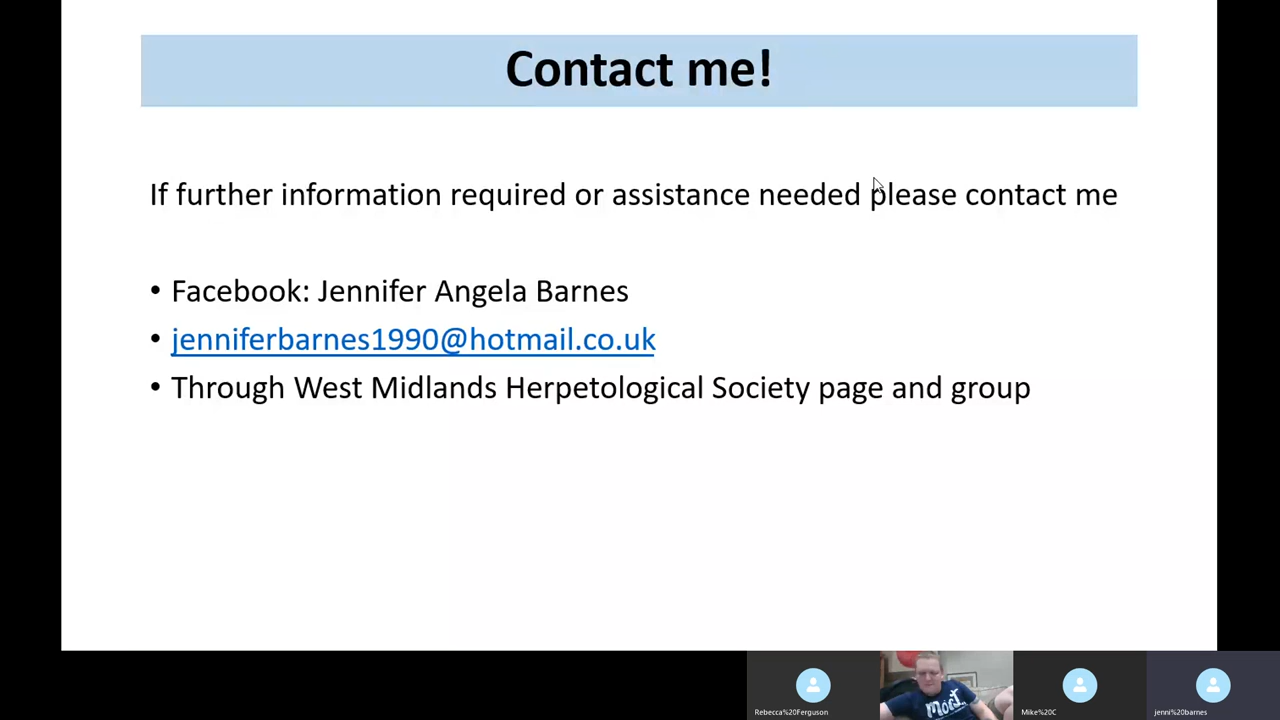 Contact me!
If further information required or assistance needed please contact me
• Facebook: Jennifer Angela Barnes
• jenniferbarnes1990@hotmail.co.uk
• Through West Midlands Herpetological Society page and group
Rebecca%20Ferguson
Mike%20C
jenni%20barnes